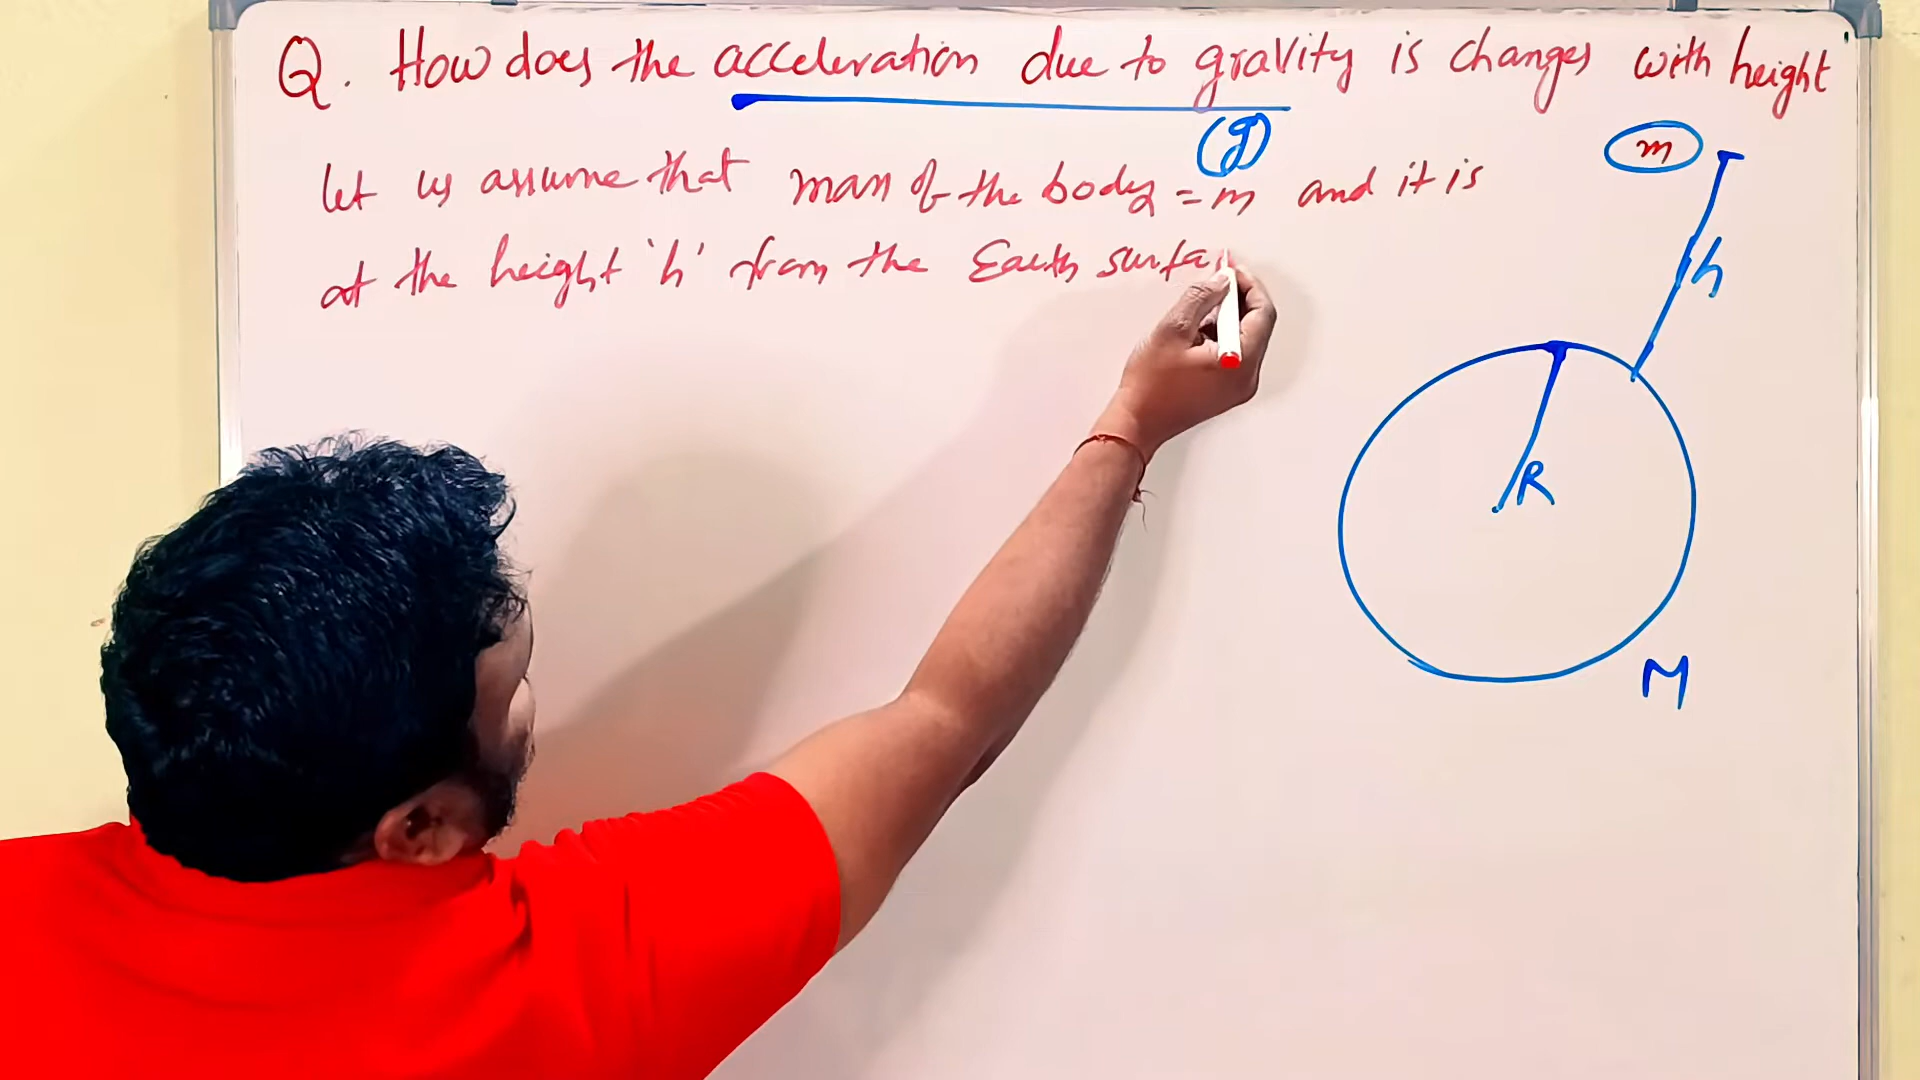 Q. How does the acceleration due to gravity is changes with height
(g)
let us assume that mass of the body = m and it is
at the height 'h' from the Earth surfa
m
h
R
M